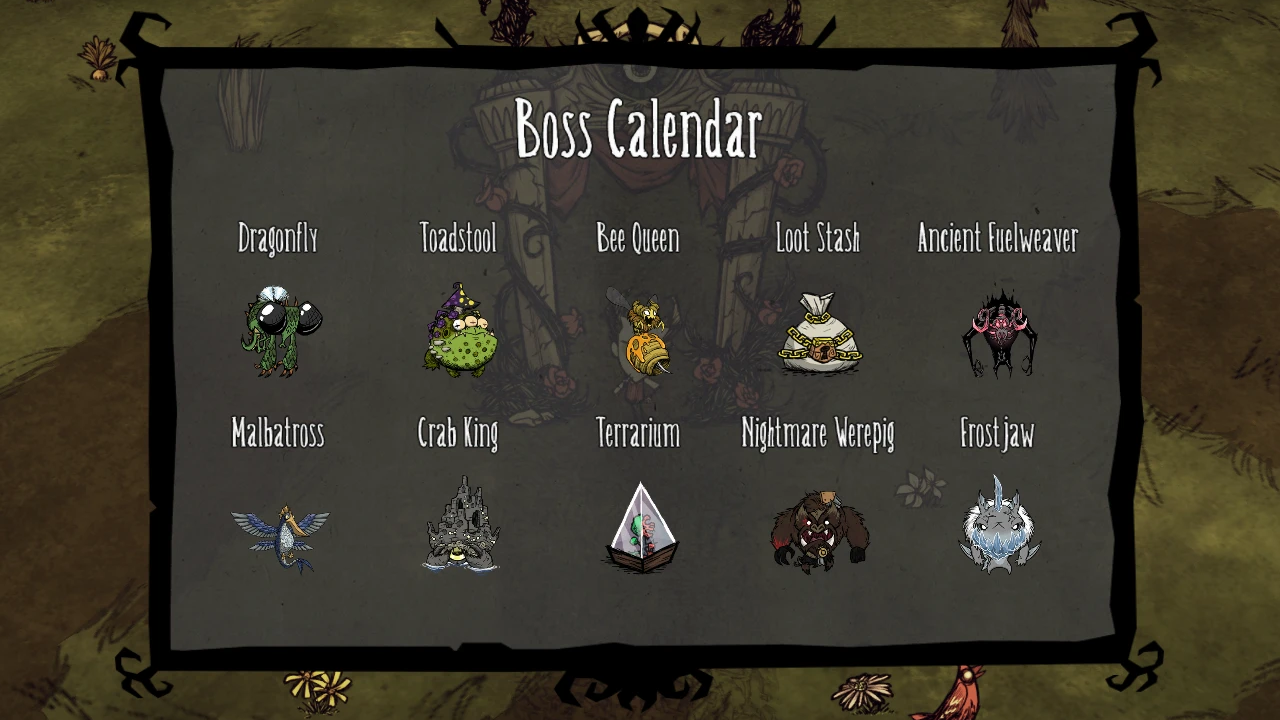 Boss Calendar
Dragonfly Toadstool Bee Queen Loot Stash Ancient Fuelweaver
Malbatross Crab King Terrarium Nightmare Werepig Frostjaw